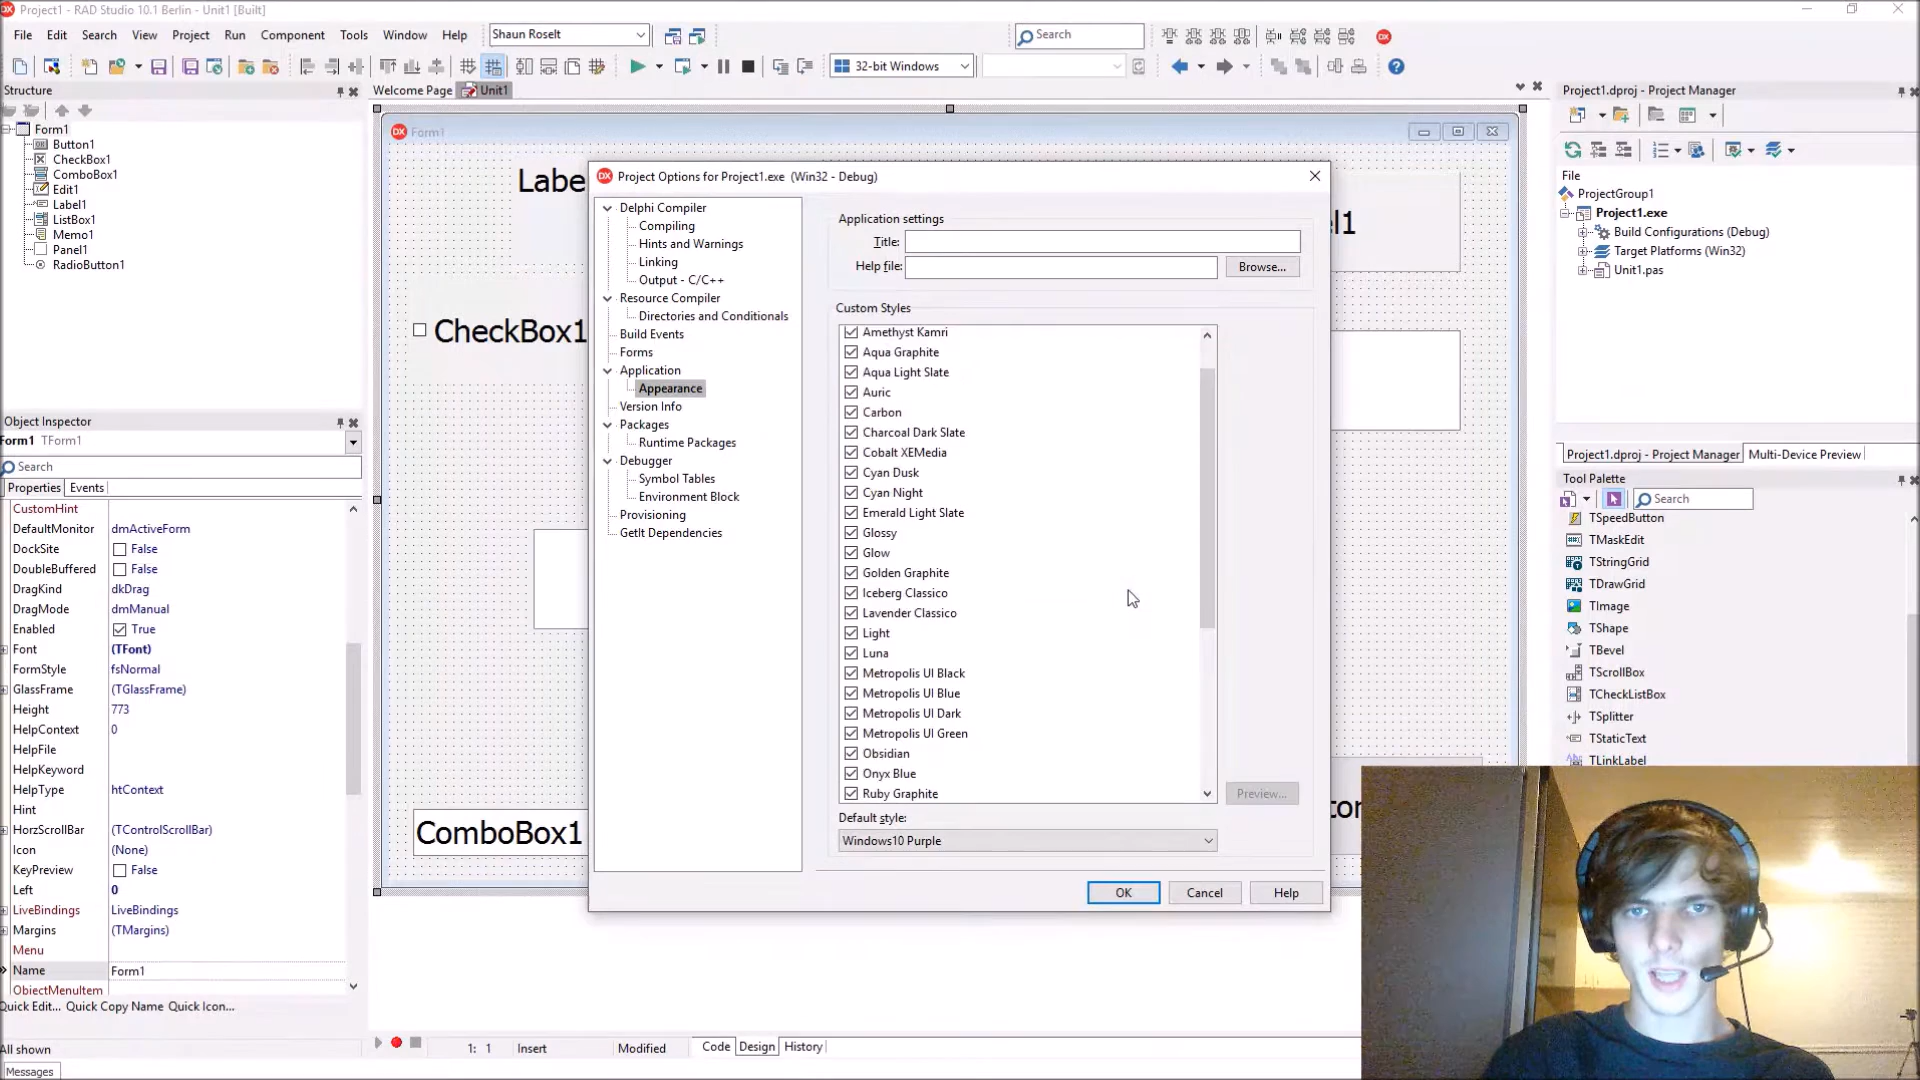 Project1 - RAD Studio 10.1 Berlin - Unit1 [Built]
File Edit Search View Project Run Component Tools Window Help
Shaun Roselt
Search
32-bit Windows
Structure
Form1
Button1
CheckBox1
ComboBox1
Edit1
Label1
ListBox1
Memo1
Panel1
RadioButton1
Object Inspector
Form1 TForm1
Search
Properties Events
CustomHint
DefaultMonitor dmActiveForm
DockSite False
DoubleBuffered False
DragKind dkDrag
DragMode dmManual
Enabled True
Font (TFont)
FormStyle fsNormal
GlassFrame (TGlassFrame)
Height 773
HelpContext 0
HelpFile
HelpKeyword
HelpType htContext
Hint
HorzScrollBar (TControlScrollBar)
Icon (None)
KeyPreview False
Left 0
LiveBindings LiveBindings
Margins (TMargins)
Menu
Name Form1
ObjectMenuItem
Quick Edit... Quick Copy Name Quick Icon...
All shown
Messages
Welcome Page Unit1
Form1
Labe
CheckBox1
ComboBox1
Project Options for Project1.exe (Win32 - Debug)
Delphi Compiler
Compiling
Hints and Warnings
Linking
Output - C/C++
Resource Compiler
Directories and Conditionals
Build Events
Forms
Application
Appearance
Version Info
Packages
Runtime Packages
Debugger
Symbol Tables
Environment Block
Provisioning
GetIt Dependencies
Application settings
Title:
Help file:
Browse...
Custom Styles
Amethyst Kamri
Aqua Graphite
Aqua Light Slate
Auric
Carbon
Charcoal Dark Slate
Cobalt XEMedia
Cyan Dusk
Cyan Night
Emerald Light Slate
Glossy
Glow
Golden Graphite
Iceberg Classico
Lavender Classico
Light
Luna
Metropolis UI Black
Metropolis UI Blue
Metropolis UI Dark
Metropolis UI Green
Obsidian
Onyx Blue
Ruby Graphite
Preview...
Default style:
Windows10 Purple
OK Cancel Help
l1
ton
1: 1 Insert Modified Code Design History
Project1.dproj - Project Manager
File
ProjectGroup1
Project1.exe
Build Configurations (Debug)
Target Platforms (Win32)
Unit1.pas
Project1.dproj - Project Manager Multi-Device Preview
Tool Palette
Search
TSpeedButton
TMaskEdit
TStringGrid
TDrawGrid
TImage
TShape
TBevel
TScrollBox
TCheckListBox
TSplitter
TStaticText
TLinkLabel